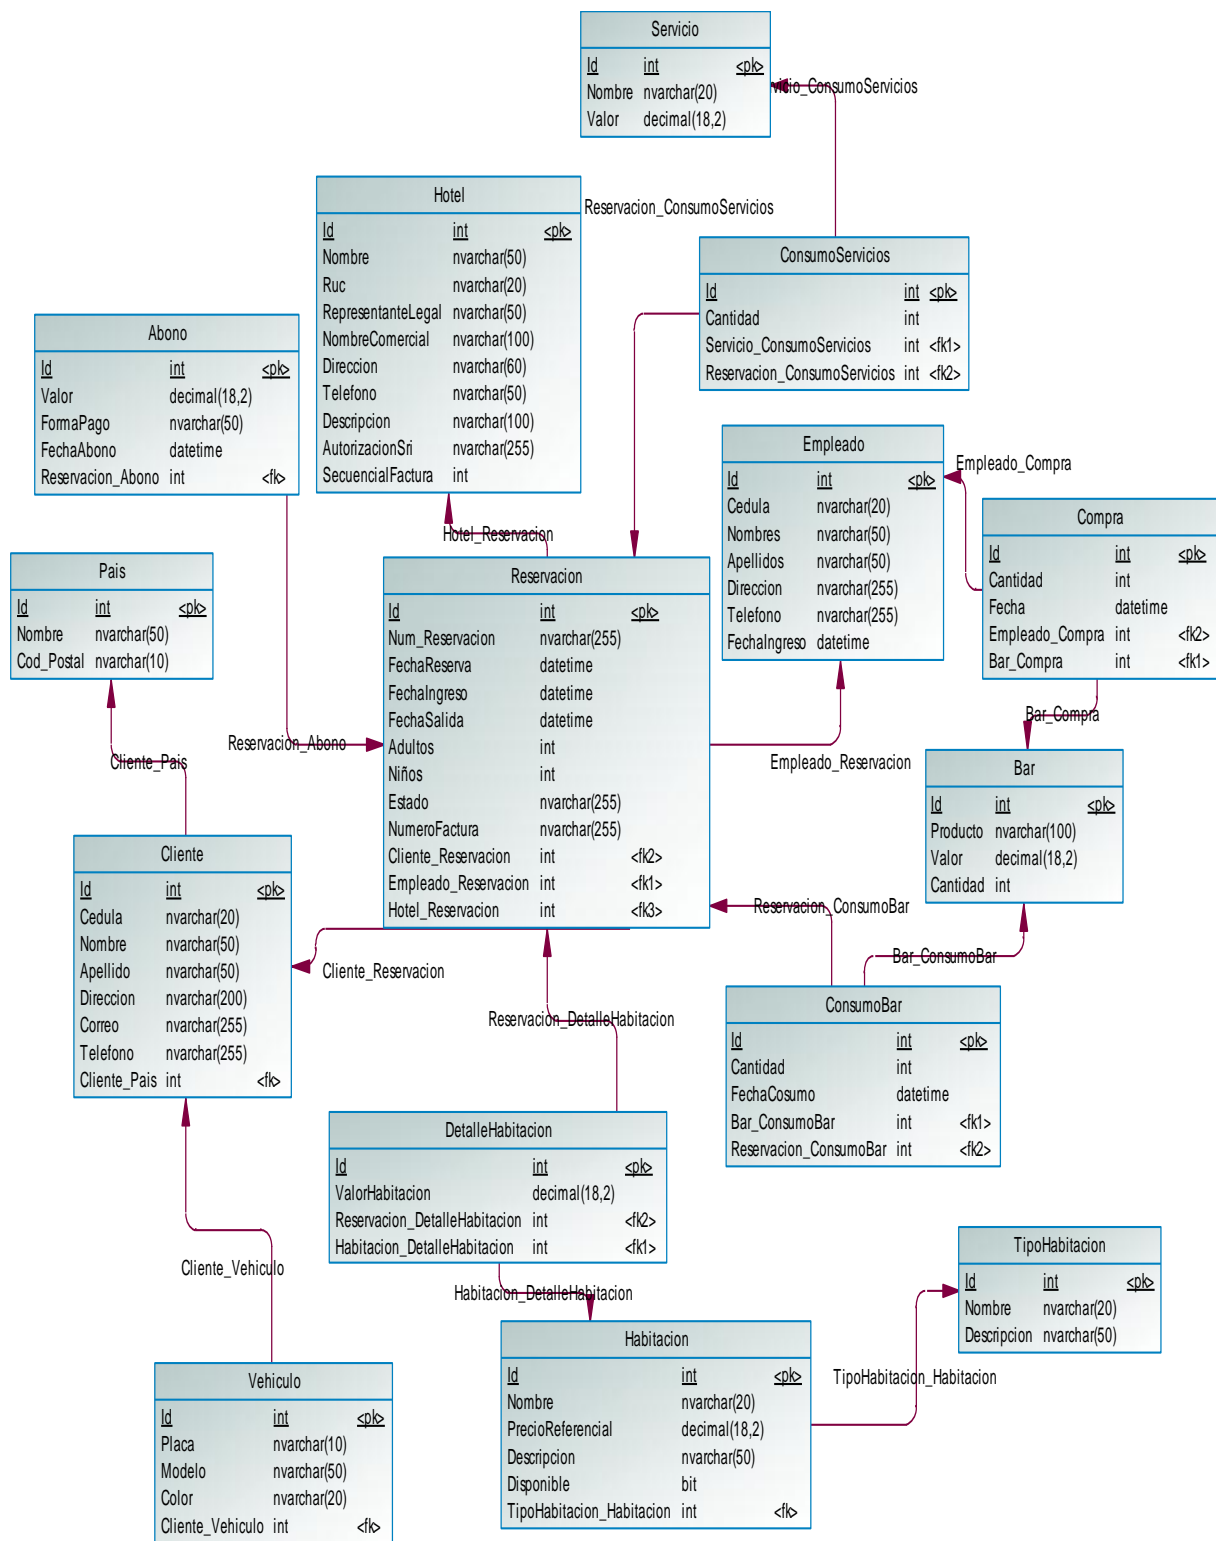 Servicio
Id int <pk>
Nombre nvarchar(20)
Valor decimal(18,2)
vicio_ConsumoServicios
Hotel
Id int <pk>
Nombre nvarchar(50)
Ruc nvarchar(20)
RepresentanteLegal nvarchar(50)
NombreComercial nvarchar(100)
Direccion nvarchar(60)
Telefono nvarchar(50)
Descripcion nvarchar(100)
AutorizacionSri nvarchar(255)
SecuencialFactura int
Reservacion_ConsumoServicios
ConsumoServicios
Id int <pk>
Cantidad int
Servicio_ConsumoServicios int <fk1>
Reservacion_ConsumoServicios int <fk2>
Abono
Id int <pk>
Valor decimal(18,2)
FormaPago nvarchar(50)
FechaAbono datetime
Reservacion_Abono int <fk>
Empleado
Id int <pk>
Cedula nvarchar(20)
Nombres nvarchar(50)
Apellidos nvarchar(50)
Direccion nvarchar(255)
Telefono nvarchar(255)
FechaIngreso datetime
Empleado_Compra
Compra
Id int <pk>
Cantidad int
Fecha datetime
Empleado_Compra int <fk2>
Bar_Compra int <fk1>
Hotel_Reservacion
Pais
Id int <pk>
Nombre nvarchar(50)
Cod_Postal nvarchar(10)
Reservacion
Id int <pk>
Num_Reservacion nvarchar(255)
FechaReserva datetime
FechaIngreso datetime
FechaSalida datetime
Adultos int
Niños int
Estado nvarchar(255)
NumeroFactura nvarchar(255)
Cliente_Reservacion int <fk2>
Empleado_Reservacion int <fk1>
Hotel_Reservacion int <fk3>
Bar_Compra
Reservacion_Abono
Cliente_Pais
Empleado_Reservacion
Bar
Id int <pk>
Producto nvarchar(100)
Valor decimal(18,2)
Cantidad int
Cliente
Id int <pk>
Cedula nvarchar(20)
Nombre nvarchar(50)
Apellido nvarchar(50)
Direccion nvarchar(200)
Correo nvarchar(255)
Telefono nvarchar(255)
Cliente_Pais int <fk>
Reservacion_ConsumoBar
Bar_ConsumoBar
Cliente_Reservacion
Reservacion_DetalleHabitacion
ConsumoBar
Id int <pk>
Cantidad int
FechaCosumo datetime
Bar_ConsumoBar int <fk1>
Reservacion_ConsumoBar int <fk2>
DetalleHabitacion
Id int <pk>
ValorHabitacion decimal(18,2)
Reservacion_DetalleHabitacion int <fk2>
Habitacion_DetalleHabitacion int <fk1>
Cliente_Vehiculo
Habitacion_DetalleHabitacion
TipoHabitacion
Id int <pk>
Nombre nvarchar(20)
Descripcion nvarchar(50)
TipoHabitacion_Habitacion
Habitacion
Id int <pk>
Nombre nvarchar(20)
PrecioReferencial decimal(18,2)
Descripcion nvarchar(50)
Disponible bit
TipoHabitacion_Habitacion int <fk>
Vehiculo
Id int <pk>
Placa nvarchar(10)
Modelo nvarchar(50)
Color nvarchar(20)
Cliente_Vehiculo int <fk>